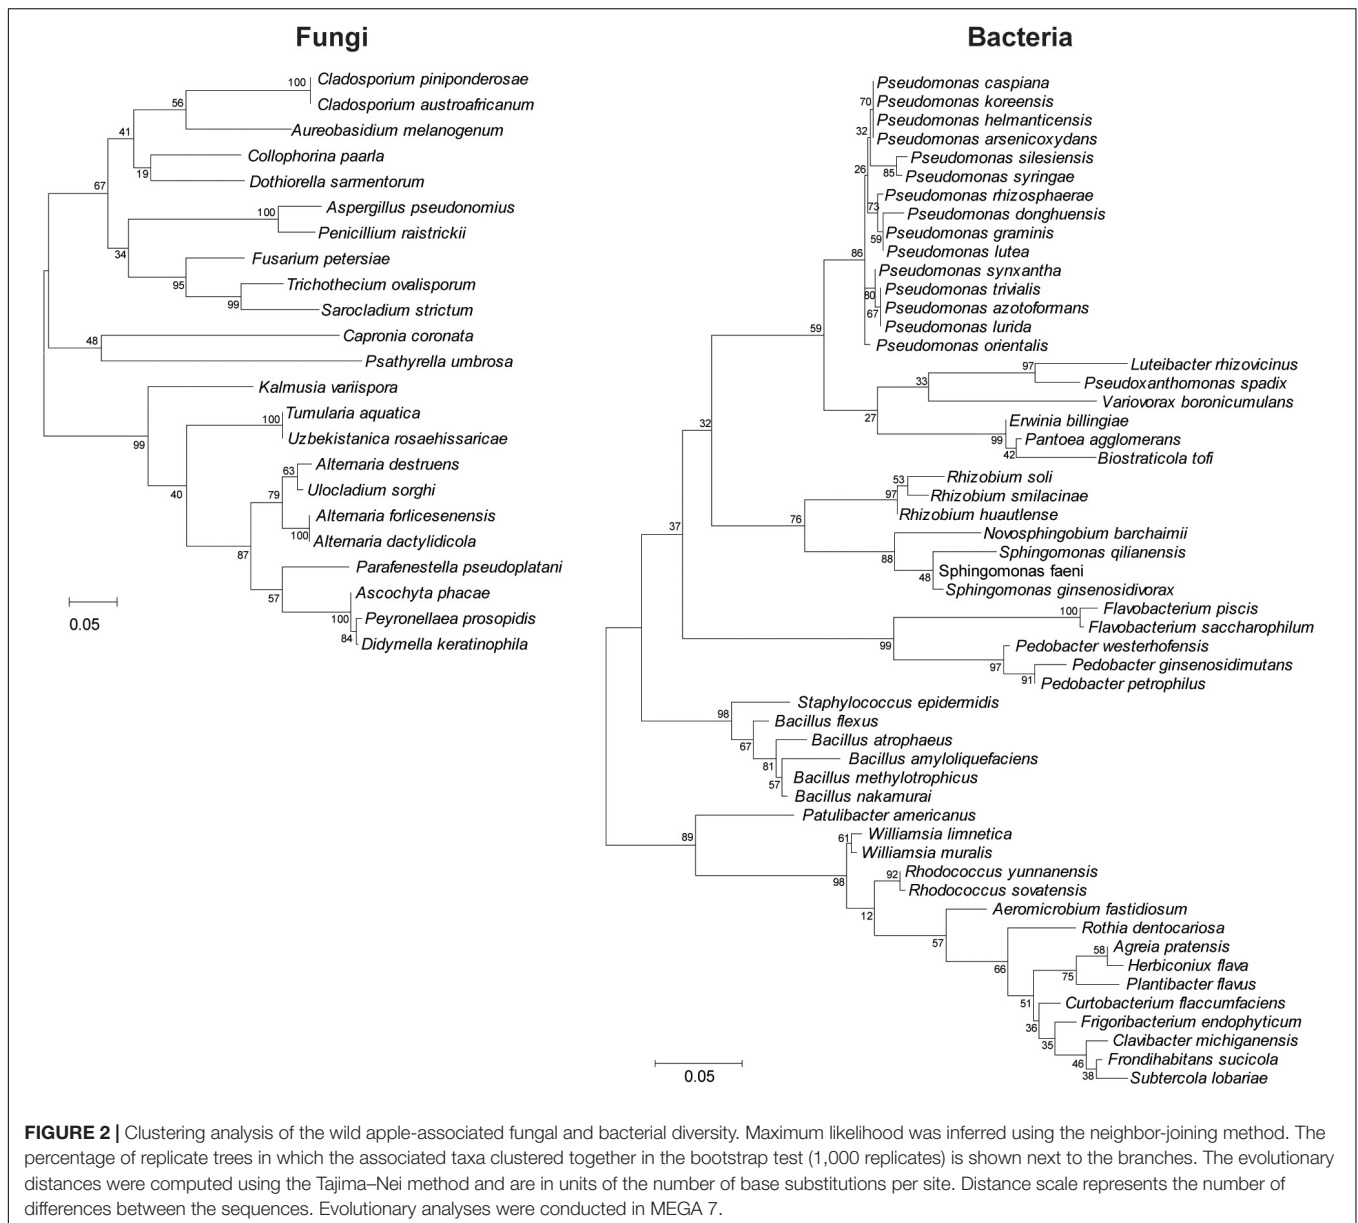 Fungi
100
Cladosporium piniponderosae
Cladosporium austroafricanum
56
Aureobasidium melanogenum
41
Collophorina paarla
19
Dothiorella sarmentorum
67
Aspergillus pseudonomius
100
Penicillium raistrickii
34
Fusarium petersiae
95
Trichothecium ovalisporum
99
Sarocladium strictum
Capronia coronata
48
Psathyrella umbrosa
Kalmusia variispora
99
Tumularia aquatica
100
Uzbekistanica rosaehissaricae
40
Alternaria destruens
63
Ulocladium sorghi
79
Alternaria forlicesenensis
100
Alternaria dactylidicola
87
Parafenestella pseudoplatani
57
Ascochyta phacae
100
Peyronellaea prosopidis
84
Didymella keratinophila
0.05
Bacteria
Pseudomonas caspiana
70
Pseudomonas koreensis
Pseudomonas helmanticensis
32
Pseudomonas arsenicoxydans
Pseudomonas silesiensis
26
85
Pseudomonas syringae
Pseudomonas rhizosphaerae
73
Pseudomonas donghuensis
Pseudomonas graminis
59
Pseudomonas lutea
86
Pseudomonas synxantha
Pseudomonas trivialis
80
Pseudomonas azotoformans
67
Pseudomonas lurida
59
Pseudomonas orientalis
Luteibacter rhizovicinus
97
Pseudoxanthomonas spadix
33
Variovorax boronicumulans
27
Erwinia billingiae
32
99
Pantoea agglomerans
42
Biostraticola tofi
Rhizobium soli
53
Rhizobium smilacinae
97
Rhizobium huautlense
76
37
Novosphingobium barchaimii
Sphingomonas qilianensis
88
Sphingomonas faeni
48
Sphingomonas ginsenosidivorax
Flavobacterium piscis
100
Flavobacterium saccharophilum
99
Pedobacter westerhofensis
97
Pedobacter ginsenosidimutans
91
Pedobacter petrophilus
Staphylococcus epidermidis
98
Bacillus flexus
67
Bacillus atrophaeus
81
Bacillus amyloliquefaciens
57
Bacillus methylotrophicus
Bacillus nakamurai
Patulibacter americanus
89
Williamsia limnetica
61
Williamsia muralis
98
Rhodococcus yunnanensis
92
Rhodococcus sovatensis
12
Aeromicrobium fastidiosum
57
Rothia dentocariosa
66
Agreia pratensis
58
Herbiconiux flava
75
Plantibacter flavus
51
Curtobacterium flaccumfaciens
36
Frigoribacterium endophyticum
35
Clavibacter michiganensis
46
Frondihabitans sucicola
38
Subtercola lobariae
0.05
FIGURE 2 | Clustering analysis of the wild apple-associated fungal and bacterial diversity. Maximum likelihood was inferred using the neighbor-joining method. The
percentage of replicate trees in which the associated taxa clustered together in the bootstrap test (1,000 replicates) is shown next to the branches. The evolutionary
distances were computed using the Tajima–Nei method and are in units of the number of base substitutions per site. Distance scale represents the number of
differences between the sequences. Evolutionary analyses were conducted in MEGA 7.